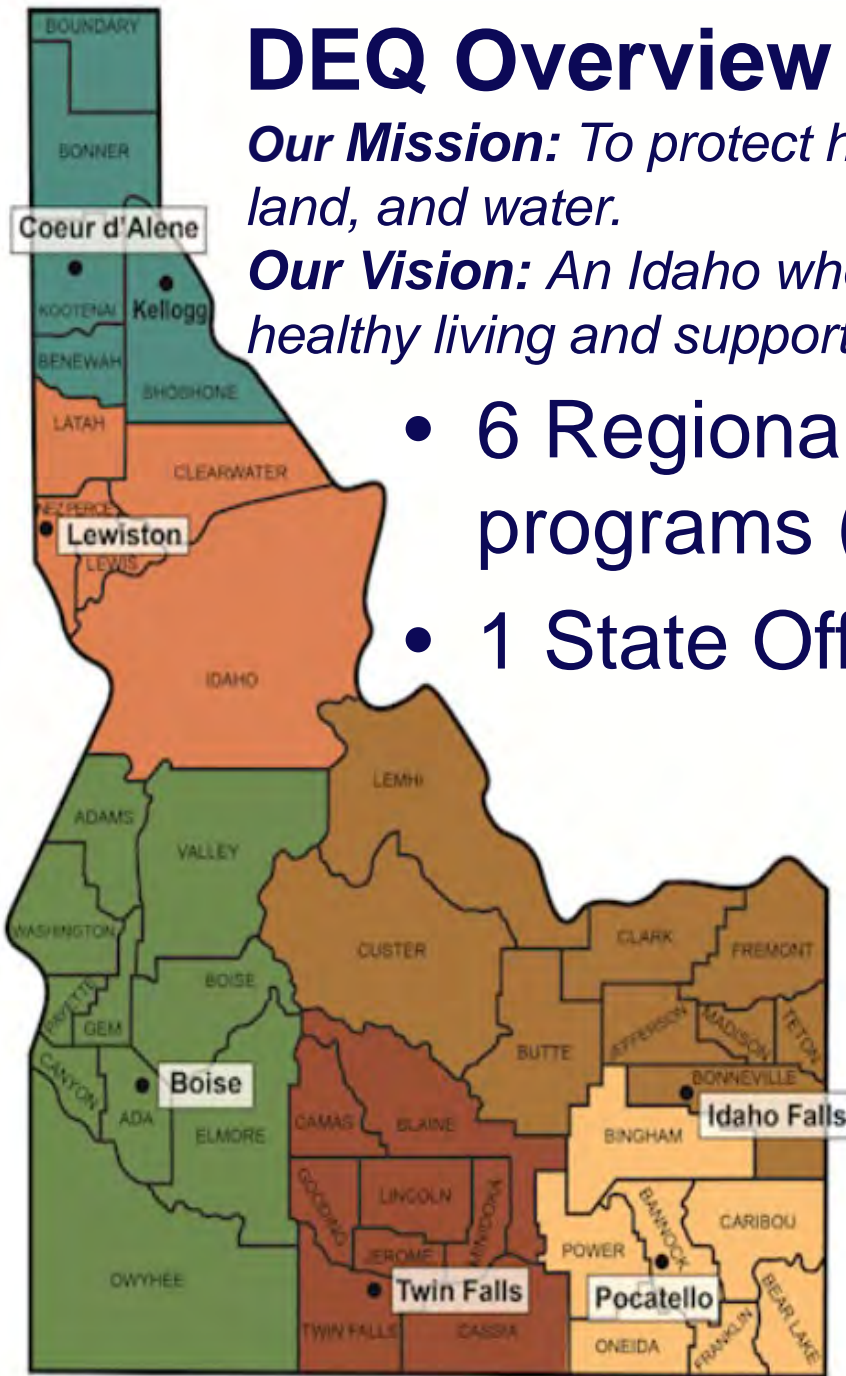 DEQ Overview
Our Mission: To protect h
land, and water.
Our Vision: An Idaho wh
healthy living and support
• 6 Regiona
programs (
• 1 State Off
BOUNDARY
BONNER
Coeur d'Alene
KOOTENAI
Kellogg
BENEWAH
SHOSHONE
LATAH
CLEARWATER
NEZ PERCE
Lewiston
LEWIS
IDAHO
LEMHI
ADAMS
VALLEY
WASHINGTON
CUSTER
CLARK
FREMONT
PAYETTE
GEM
BOISE
BUTTE
JEFFERSON
MADISON
TETON
CANYON
ADA
Boise
ELMORE
CAMAS
BLAINE
BONNEVILLE
Idaho Falls
BINGHAM
GOODING
LINCOLN
MINIDOKA
JEROME
POWER
BANNOCK
CARIBOU
OWYHEE
Twin Falls
Pocatello
TWIN FALLS
CASSIA
ONEIDA
FRANKLIN
BEAR LAKE